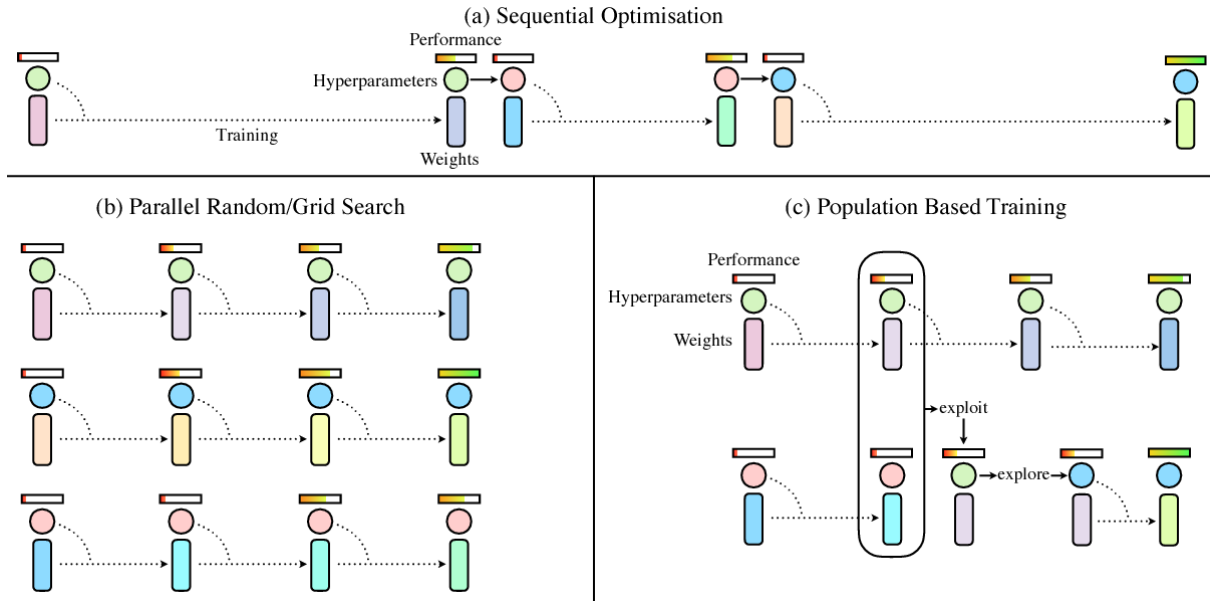 (a) Sequential Optimisation
Performance
Hyperparameters
Training
Weights
(b) Parallel Random/Grid Search
(c) Population Based Training
Performance
Hyperparameters
Weights
exploit
explore